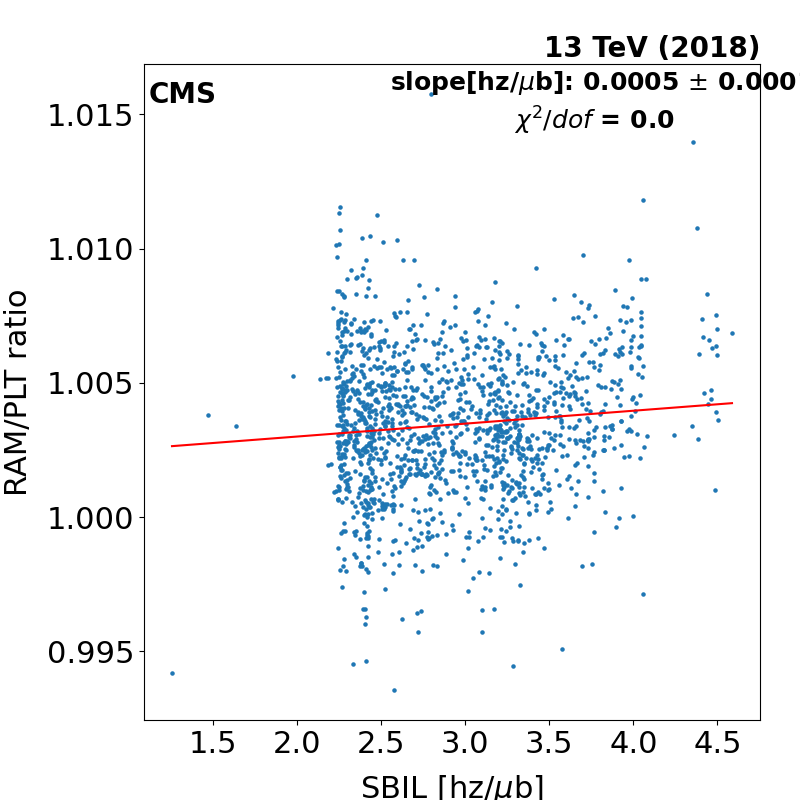 13 TeV (2018)
CMS
slope[hz/μb]: 0.0005 ± 0.000
χ²/dof = 0.0
RAM/PLT ratio
1.015
1.010
1.005
1.000
0.995
1.5 2.0 2.5 3.0 3.5 4.0 4.5
SBIL [hz/μb]